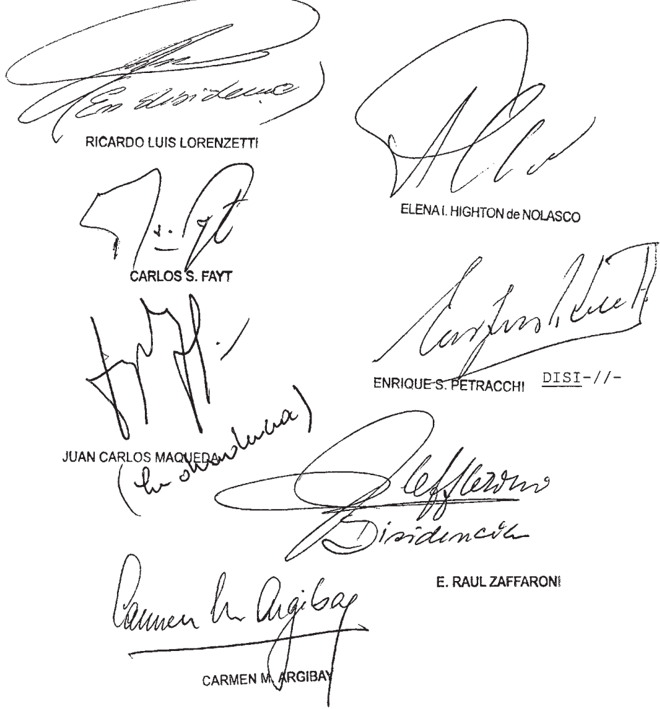 (En disidencia)
RICARDO LUIS LORENZETTI
ELENA I. HIGHTON de NOLASCO
CARLOS S. FAYT
ENRIQUE S. PETRACCHI DISI-//-
JUAN CARLOS MAQUEDA
(en disidencia)
Disidencia
E. RAUL ZAFFARONI
Carmen M. Argibay
CARMEN M. ARGIBAY